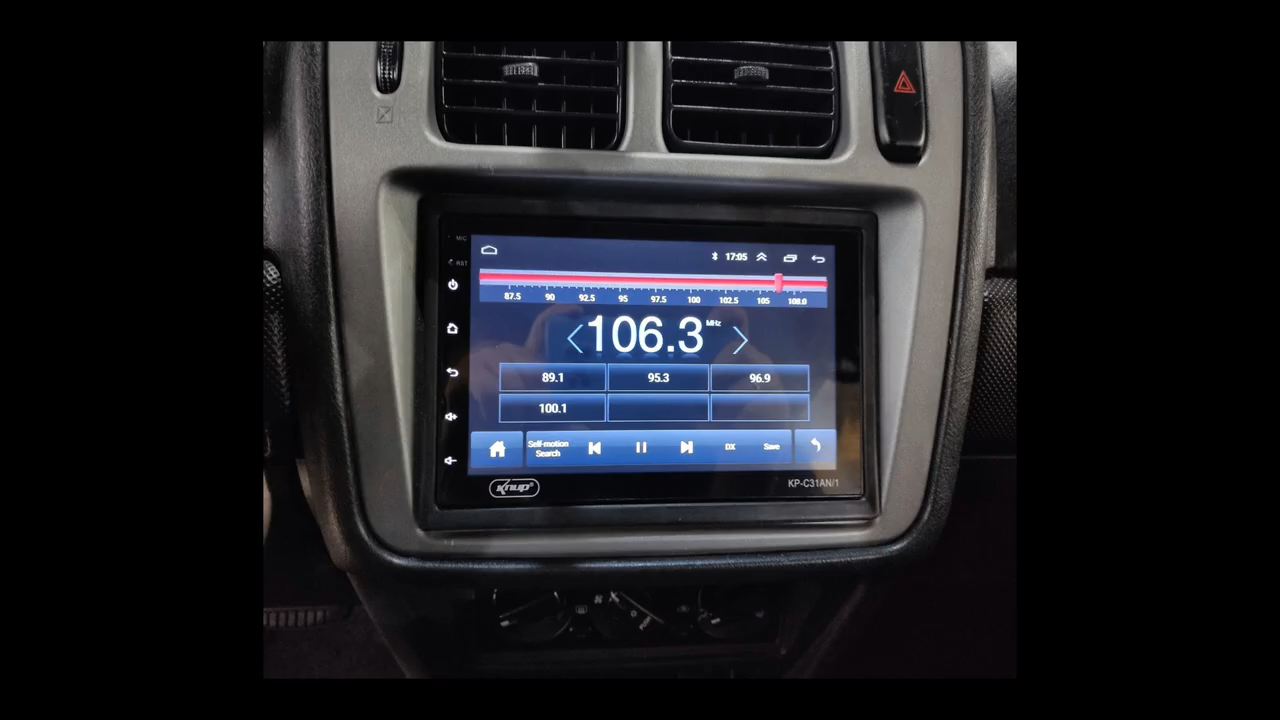 MIC
RST
17:05
87.5 90 92.5 95 97.5 100 102.5 105 108.0
106.3 MHz
89.1 95.3 96.9
100.1
Self-motion Search DX Save
Knup®
KP-C31AN/1
PUSH